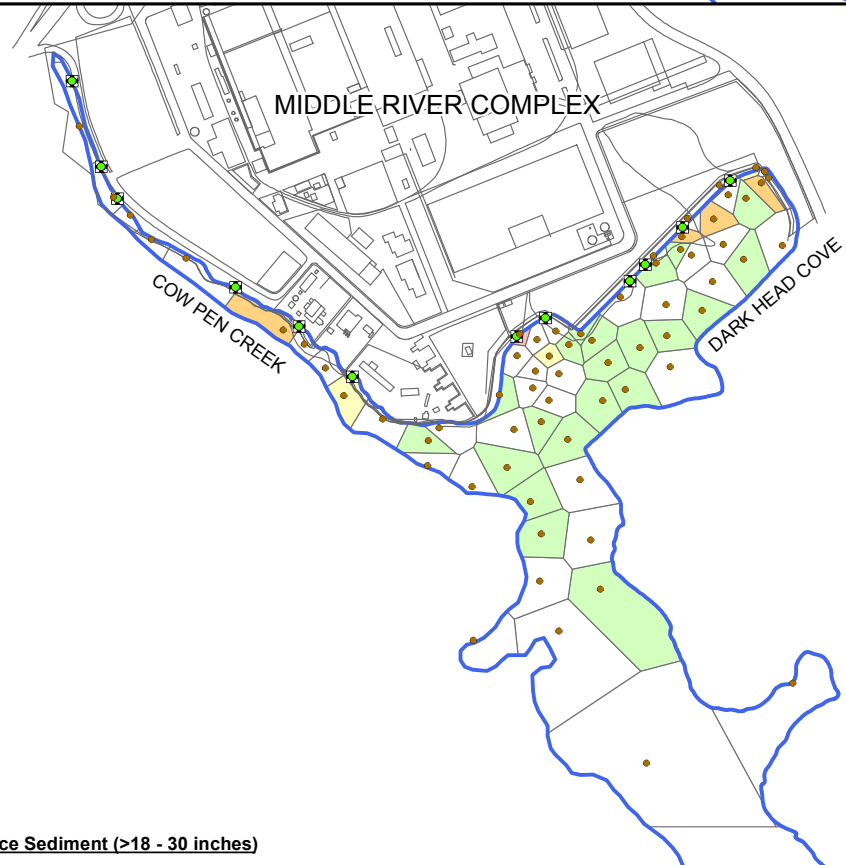 MIDDLE RIVER COMPLEX
COW PEN CREEK
DARK HEAD COVE
ce Sediment (>18 - 30 inches)